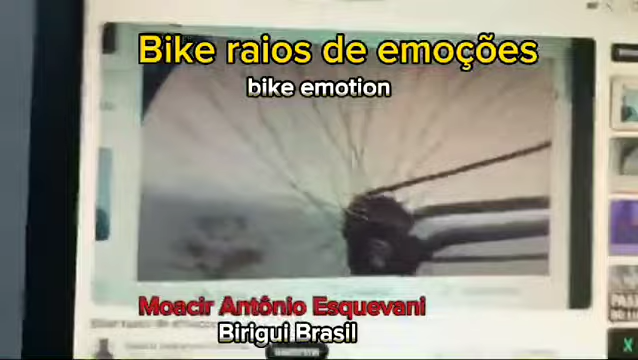 Bike raios de emoções
bike emotion
Moacir Antônio Esquevani
Birigui Brasil